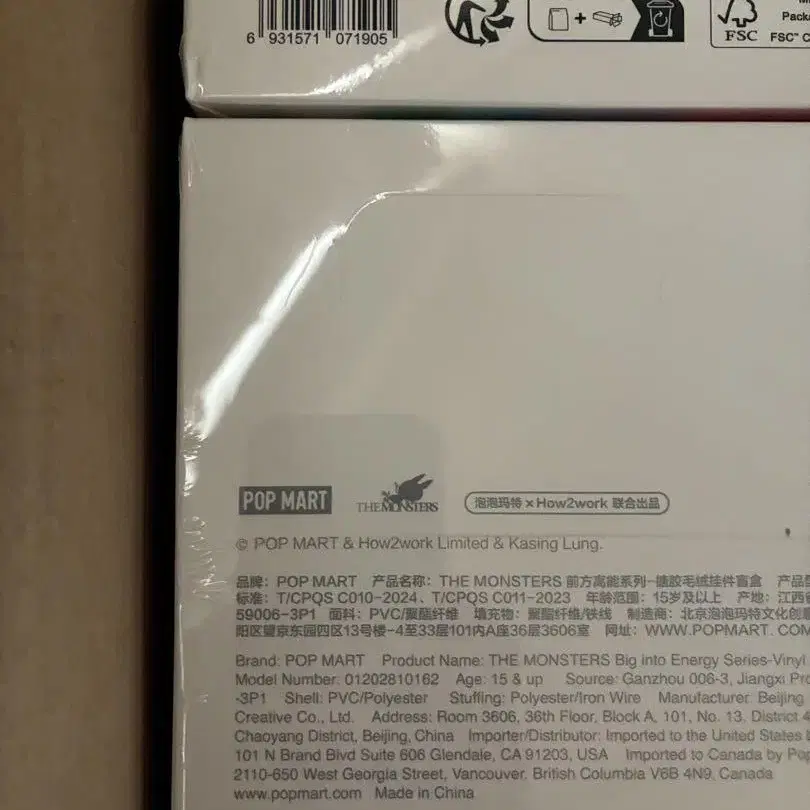 6 931571 071905
FSC
FSC™ C
POP MART THE MONSTERS 泡泡玛特 × How2work 联合出品
© POP MART & How2work Limited & Kasing Lung.
品牌：POP MART 产品名称：THE MONSTERS 前方高能系列-搪胶毛绒挂件盲盒 产品
标准：T/CPQS C010-2024、T/CPQS C011-2023 年龄范围：15岁及以上 产地：江西省
59006-3P1 面料：PVC/聚酯纤维 填充物：聚酯纤维/铁线 制造商：北京泡泡玛特文化创意
阳区望京东园四区13号楼-4至33层101内A座36层3606室 网址：WWW.POPMART.COM
Brand: POP MART Product Name: THE MONSTERS Big into Energy Series-Vinyl
Model Number: 01202810162 Age: 15 & up Source: Ganzhou 006-3, Jiangxi Pro
-3P1 Shell: PVC/Polyester Stuffing: Polyester/Iron Wire Manufacturer: Beijing
Creative Co., Ltd. Address: Room 3606, 36th Floor, Block A, 101, No. 13, District 4
Chaoyang District, Beijing, China Importer/Distributor: Imported to the United States b
101 N Brand Blvd Suite 606 Glendale, CA 91203, USA Imported to Canada by Pop
2110-650 West Georgia Street, Vancouver, British Columbia V6B 4N9, Canada
www.popmart.com Made in China